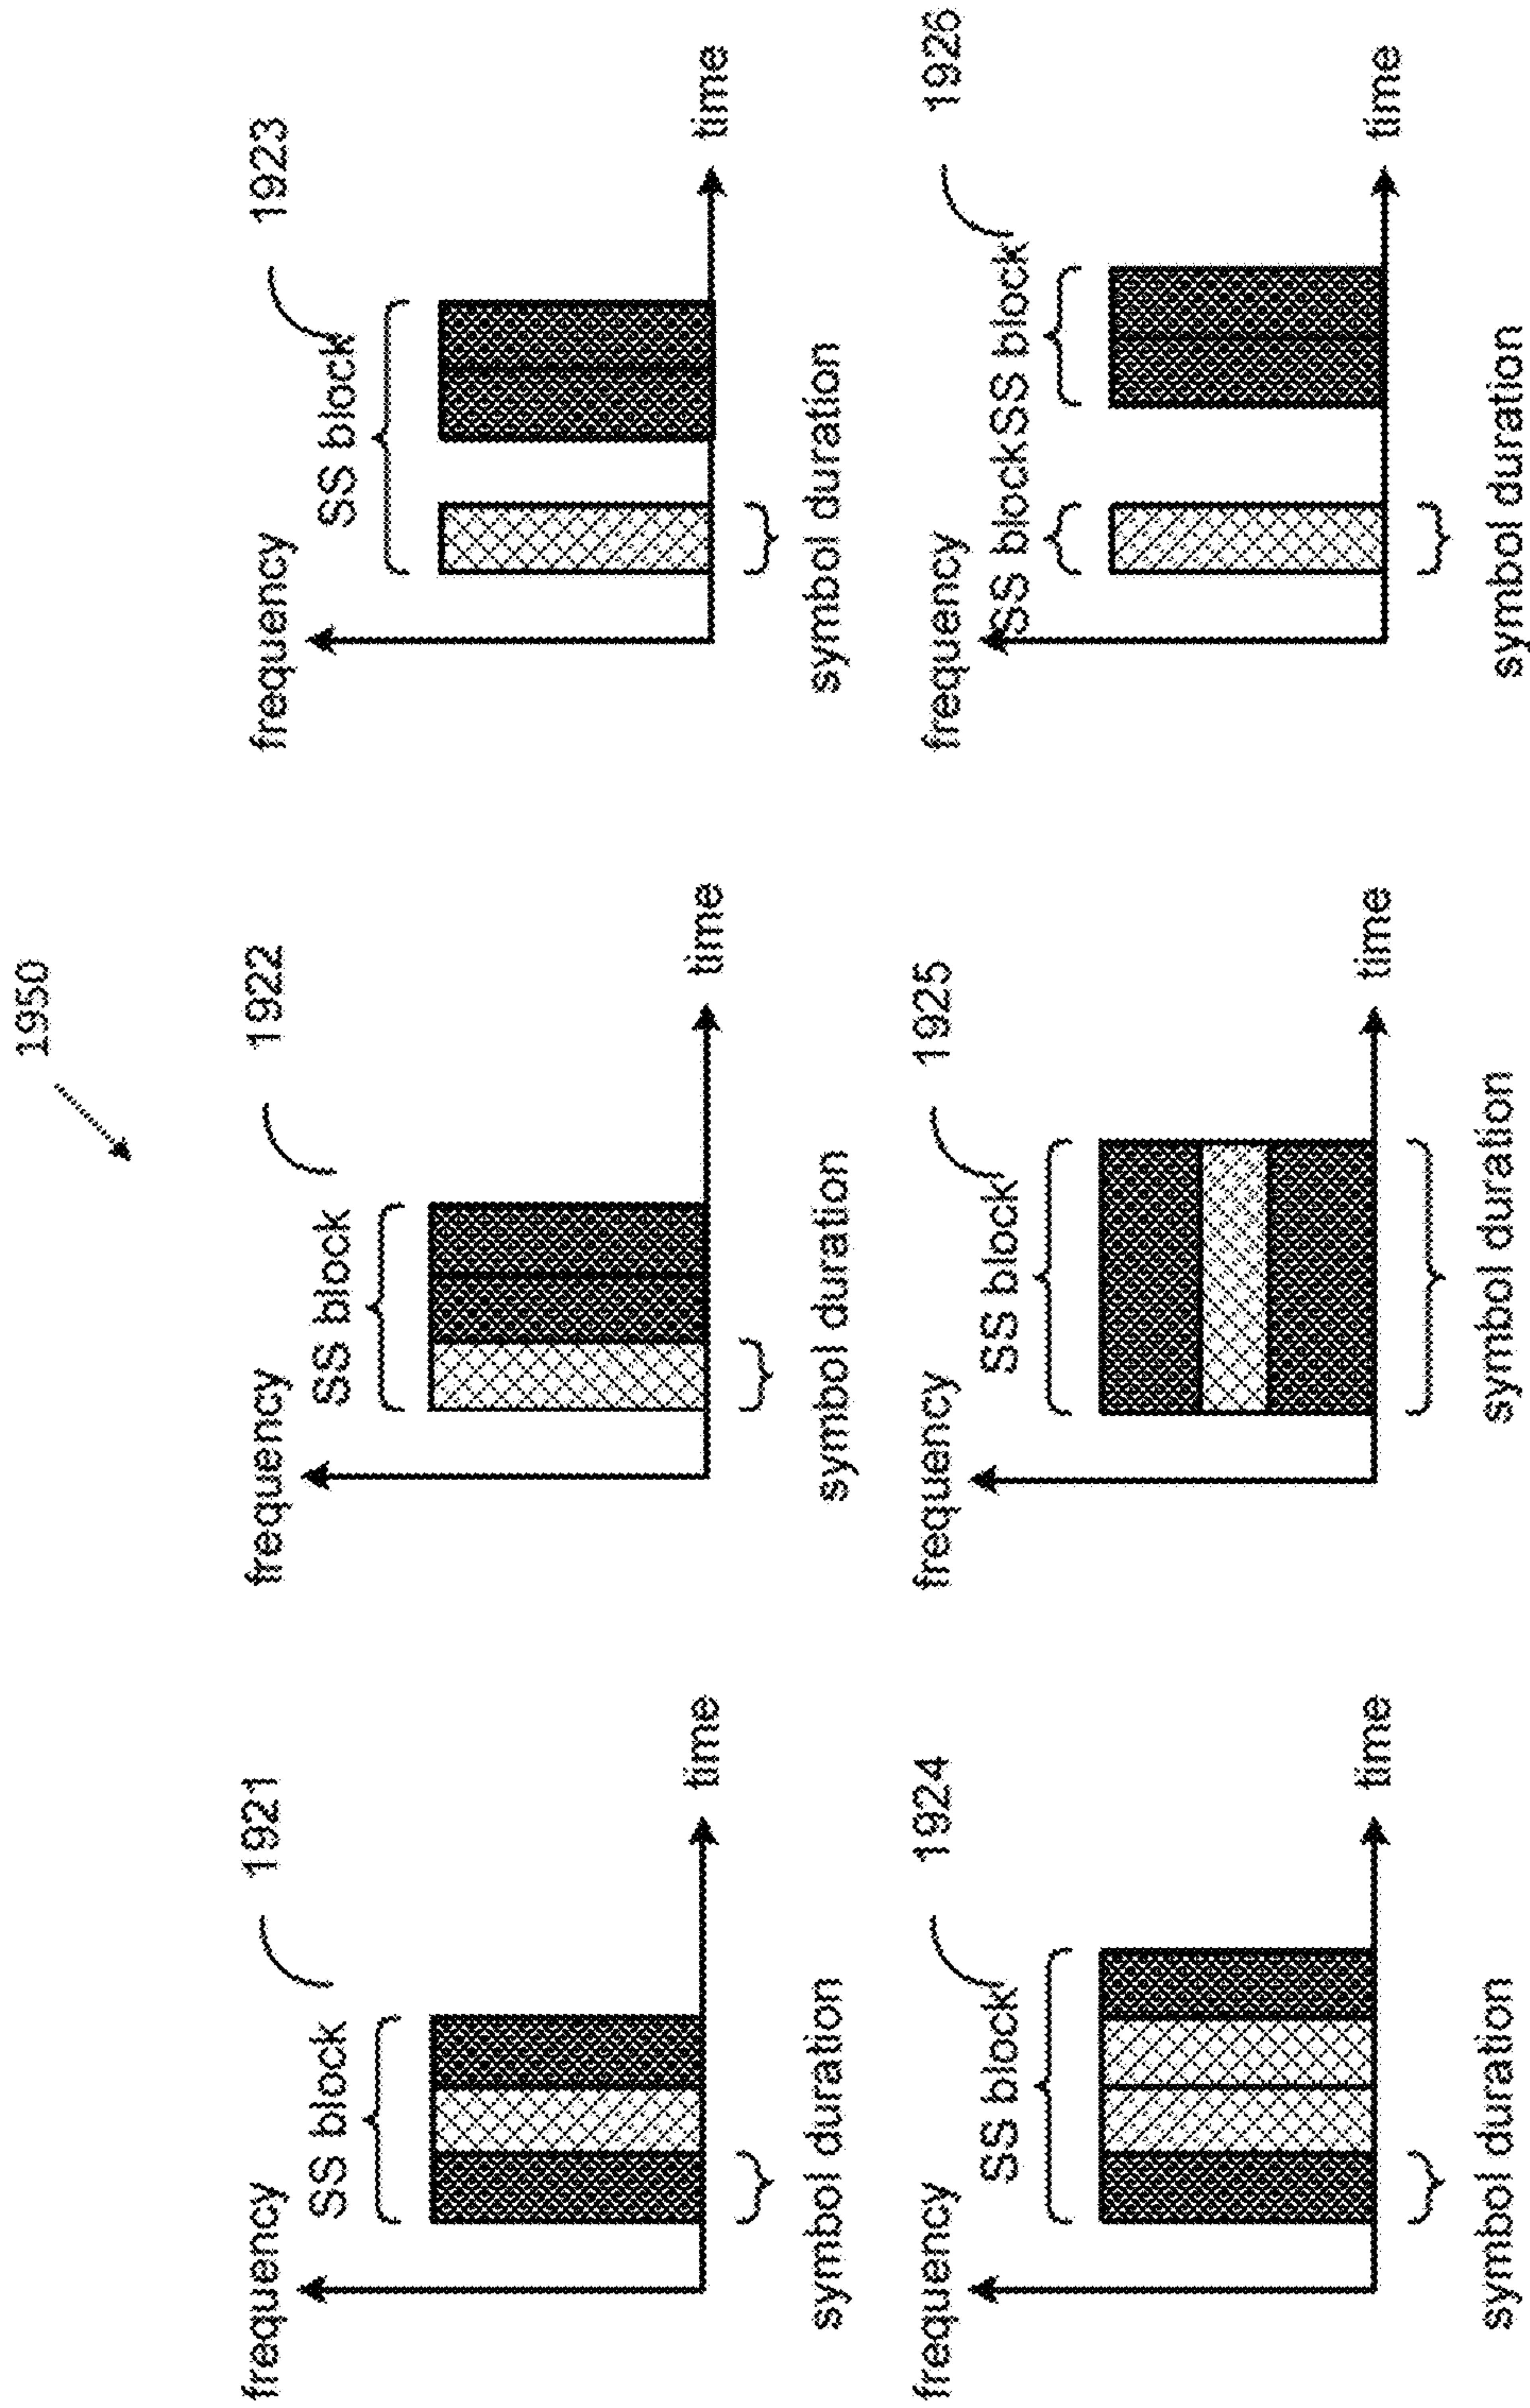 1950
1921
frequency
SS block
time
symbol duration
1922
frequency
SS block
time
symbol duration
1923
frequency
SS block
time
symbol duration
1924
frequency
SS block
time
symbol duration
1925
frequency
SS block
time
symbol duration
1926
frequency
SS blockSS block
time
symbol duration